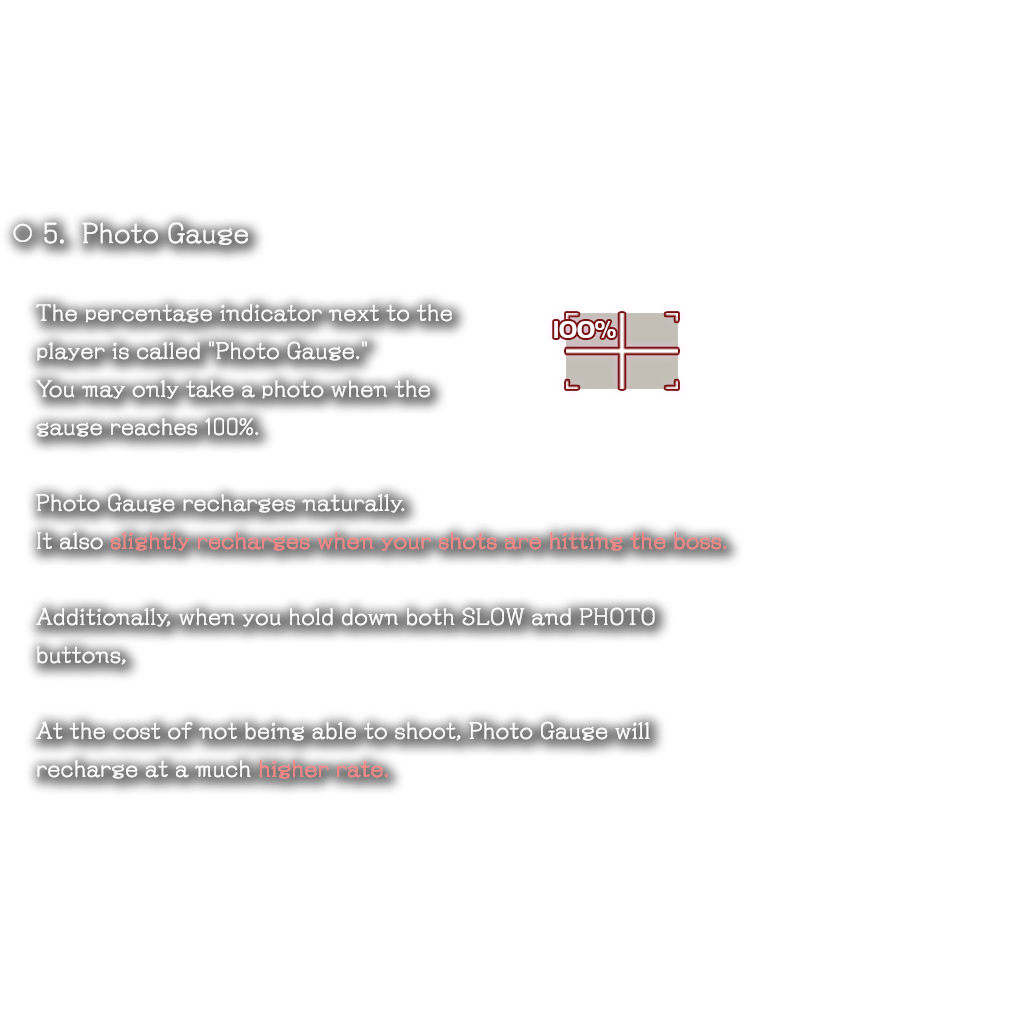 ○ 5. Photo Gauge
The percentage indicator next to the
player is called "Photo Gauge."
You may only take a photo when the
gauge reaches 100%.
100%
Photo Gauge recharges naturally.
It also slightly recharges when your shots are hitting the boss.
Additionally, when you hold down both SLOW and PHOTO
buttons,
At the cost of not being able to shoot, Photo Gauge will
recharge at a much higher rate.